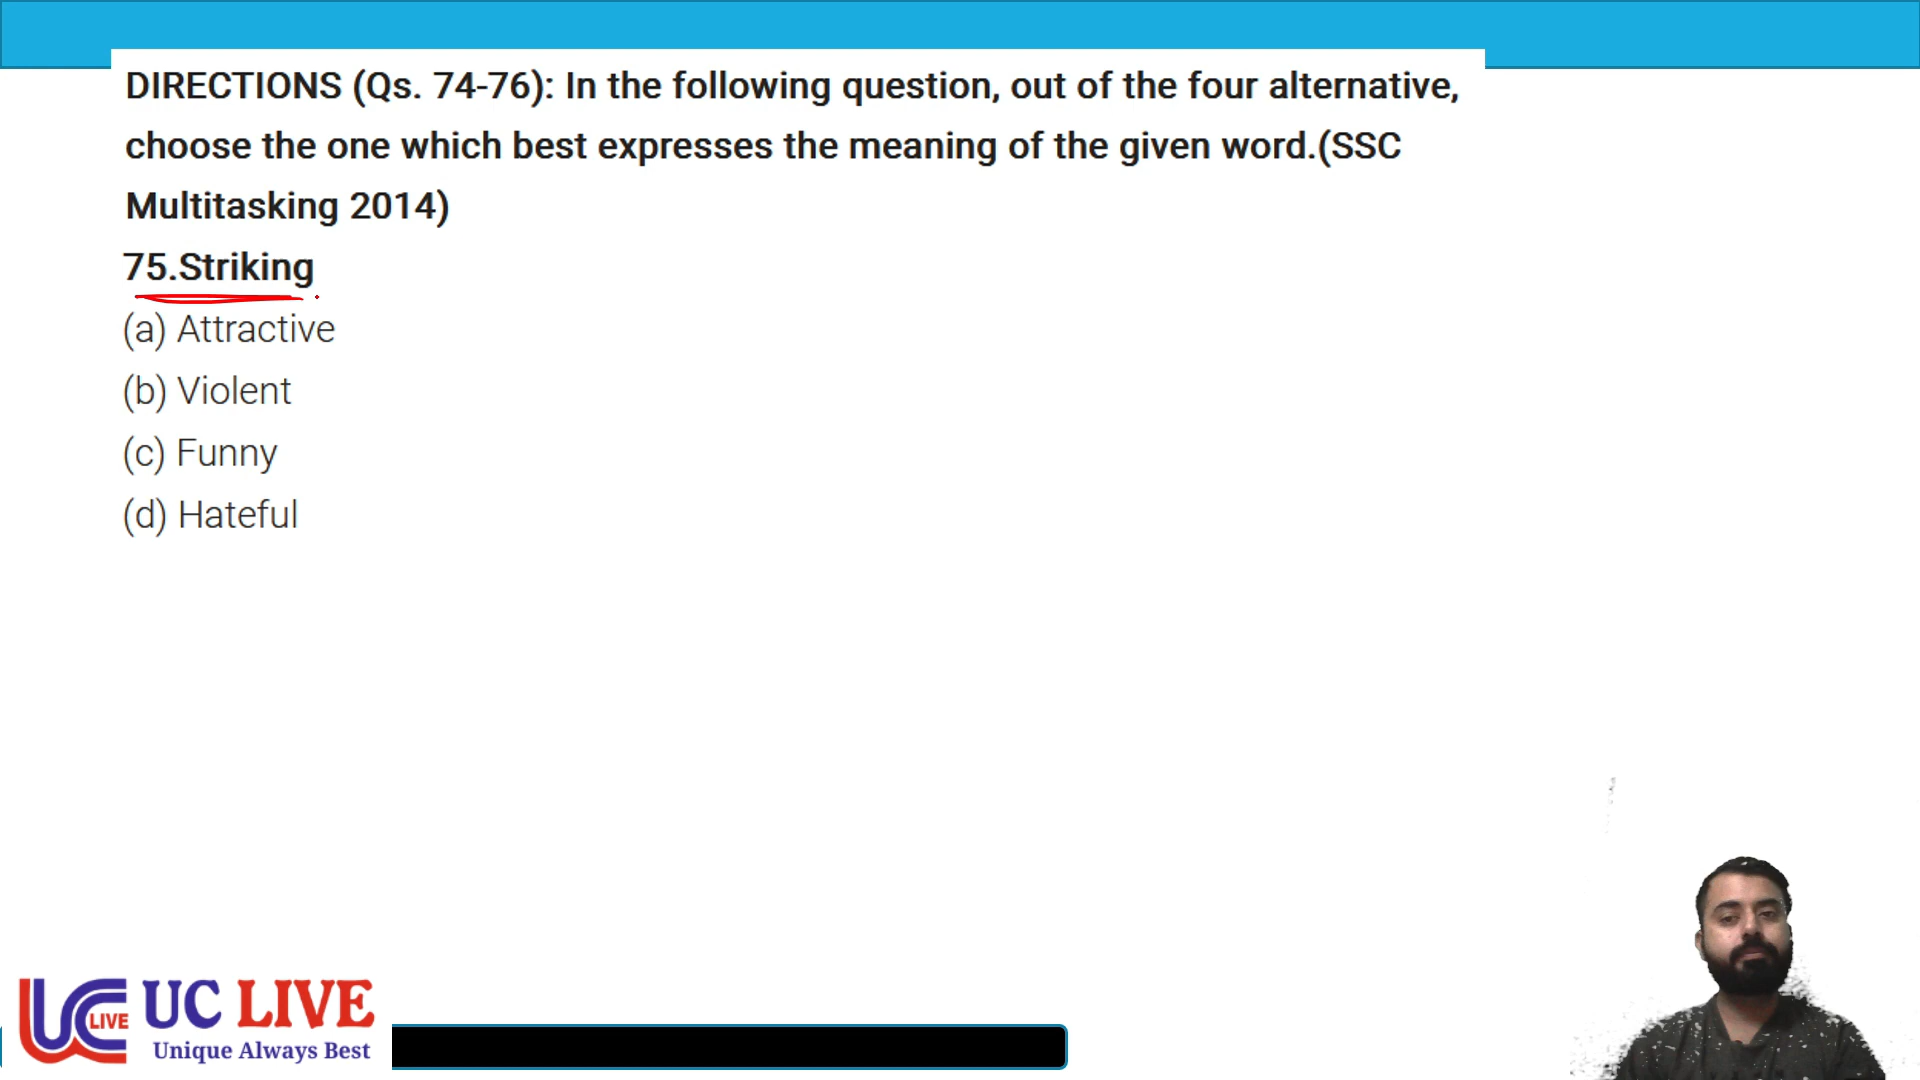 DIRECTIONS (Qs. 74-76): In the following question, out of the four alternative,
choose the one which best expresses the meaning of the given word.(SSC
Multitasking 2014)
75.Striking
(a) Attractive
(b) Violent
(c) Funny
(d) Hateful
UC LIVE UC LIVE
Unique Always Best